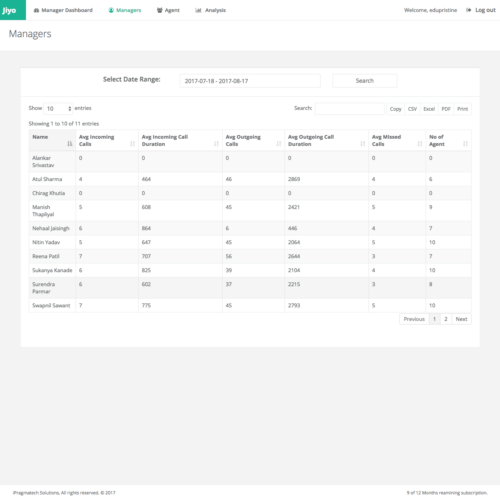 Jiyo Manager Dashboard Managers Agent Analysis Welcome, edupristine Log out
Managers
Select Date Range: 2017-07-18 - 2017-08-17 Search
Show 10 entries Search: Copy CSV Excel PDF Print
Showing 1 to 10 of 11 entries
Name Avg Incoming Calls Avg Incoming Call Duration Avg Outgoing Calls Avg Outgoing Call Duration Avg Missed Calls No of Agent
Alankar Srivastav 0 0 0 0 0 0
Atul Sharma 4 464 46 2869 4 6
Chirag Khutia 0 0 0 0 0 0
Manish Thapliyal 5 608 45 2421 5 9
Nehaal Jaisingh 6 864 6 446 4 7
Nitin Yadav 5 647 45 2064 5 10
Reena Patil 7 707 56 2644 3 7
Sukanya Kanade 6 825 39 2104 4 10
Surendra Parmar 6 602 37 2215 3 8
Swapnil Sawant 7 775 45 2793 5 10
Previous 1 2 Next
iPragmatech Solutions, All rights reserved. © 2017 9 of 12 Months reamining subscription.